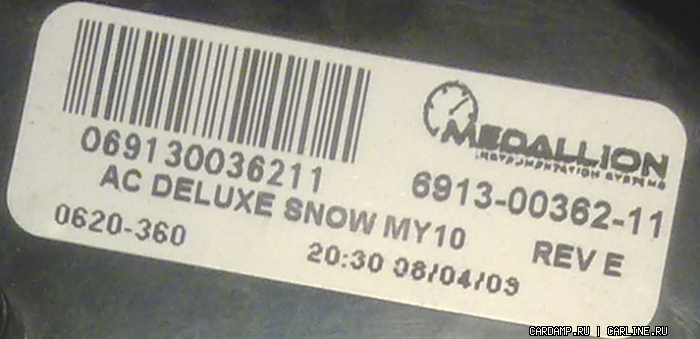 MEDALLION
INSTRUMENTATION SYSTEMS
069130036211
6913-00362-11
AC DELUXE SNOW MY10
REV E
0620-360
20:30 08/04/09
CARDAMP.RU | CARLINE.RU